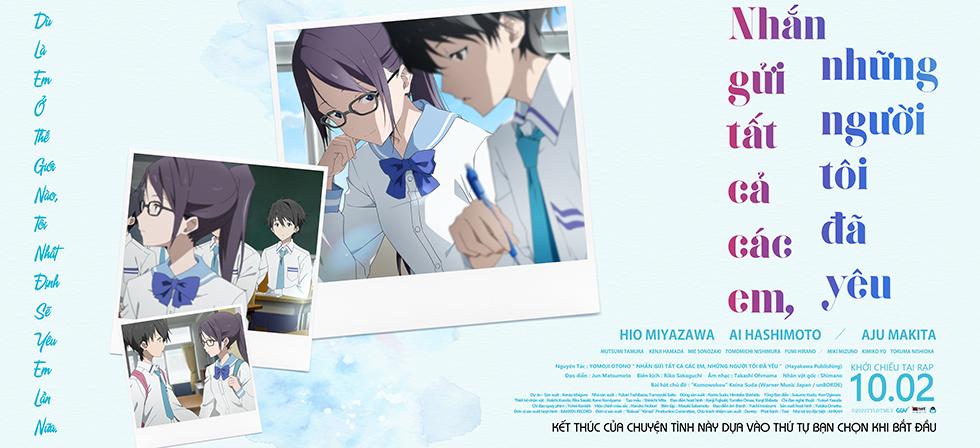 Dù
Là
Em
Ở
Thế
Giới
Nào,
Tôi
Nhất
Định
Sẽ
Yêu
Em
Lần
Nữa.
Nhắn
gửi
tất
cả
các
em,
những
người
tôi
đã
yêu
HIO MIYAZAWA AI HASHIMOTO / AJU MAKITA
MUTSUMI TAMURA KENJI HAMADA MIE SONOZAKI TOMOMICHI NISHIMURA FUMI HIRANO / MIKI MIZUNO KIMIKO YO TOKUMA NISHIOKA
Nguyên Tác : YOMOJI OTONO " NHẮN GỬI TẤT CẢ CÁC EM, NHỮNG NGƯỜI TÔI ĐÃ YÊU " (Hayakawa Publishing)
Đạo diễn : Jun Matsumoto Biên kịch : Riko Sakaguchi Âm nhạc : Takashi Ohmama Nhân vật gốc : Shimano
Bài hát chủ đề : "Kumowokou" Keina Suda (Warner Music Japan / unBORDE)
KHỞI CHIẾU TẠI RẠP
10.02
KẾT THÚC CỦA CHUYỆN TÌNH NÀY DỰA VÀO THỨ TỰ BẠN CHỌN KHI BẮT ĐẦU